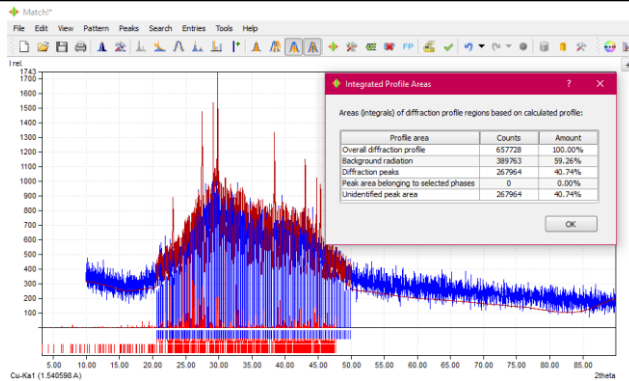 Match!*
File Edit View Pattern Peaks Search Entries Tools Help
FP
I rel.
1743
1700
1600
1500
1400
1300
1200
1100
1000
900
800
700
600
500
400
300
200
100
Integrated Profile Areas ? ×
Areas (integrals) of diffraction profile regions based on calculated profile:
Profile area Counts Amount
Overall diffraction profile 657728 100.00%
Background radiation 389763 59.26%
Diffraction peaks 267964 40.74%
Peak area belonging to selected phases 0 0.00%
Unidentified peak area 267964 40.74%
OK
5.00 10.00 15.00 20.00 25.00 30.00 35.00 40.00 45.00 50.00 55.00 60.00 65.00 70.00 75.00 80.00 85.00
Cu-Ka1 (1.540598 A) 2theta